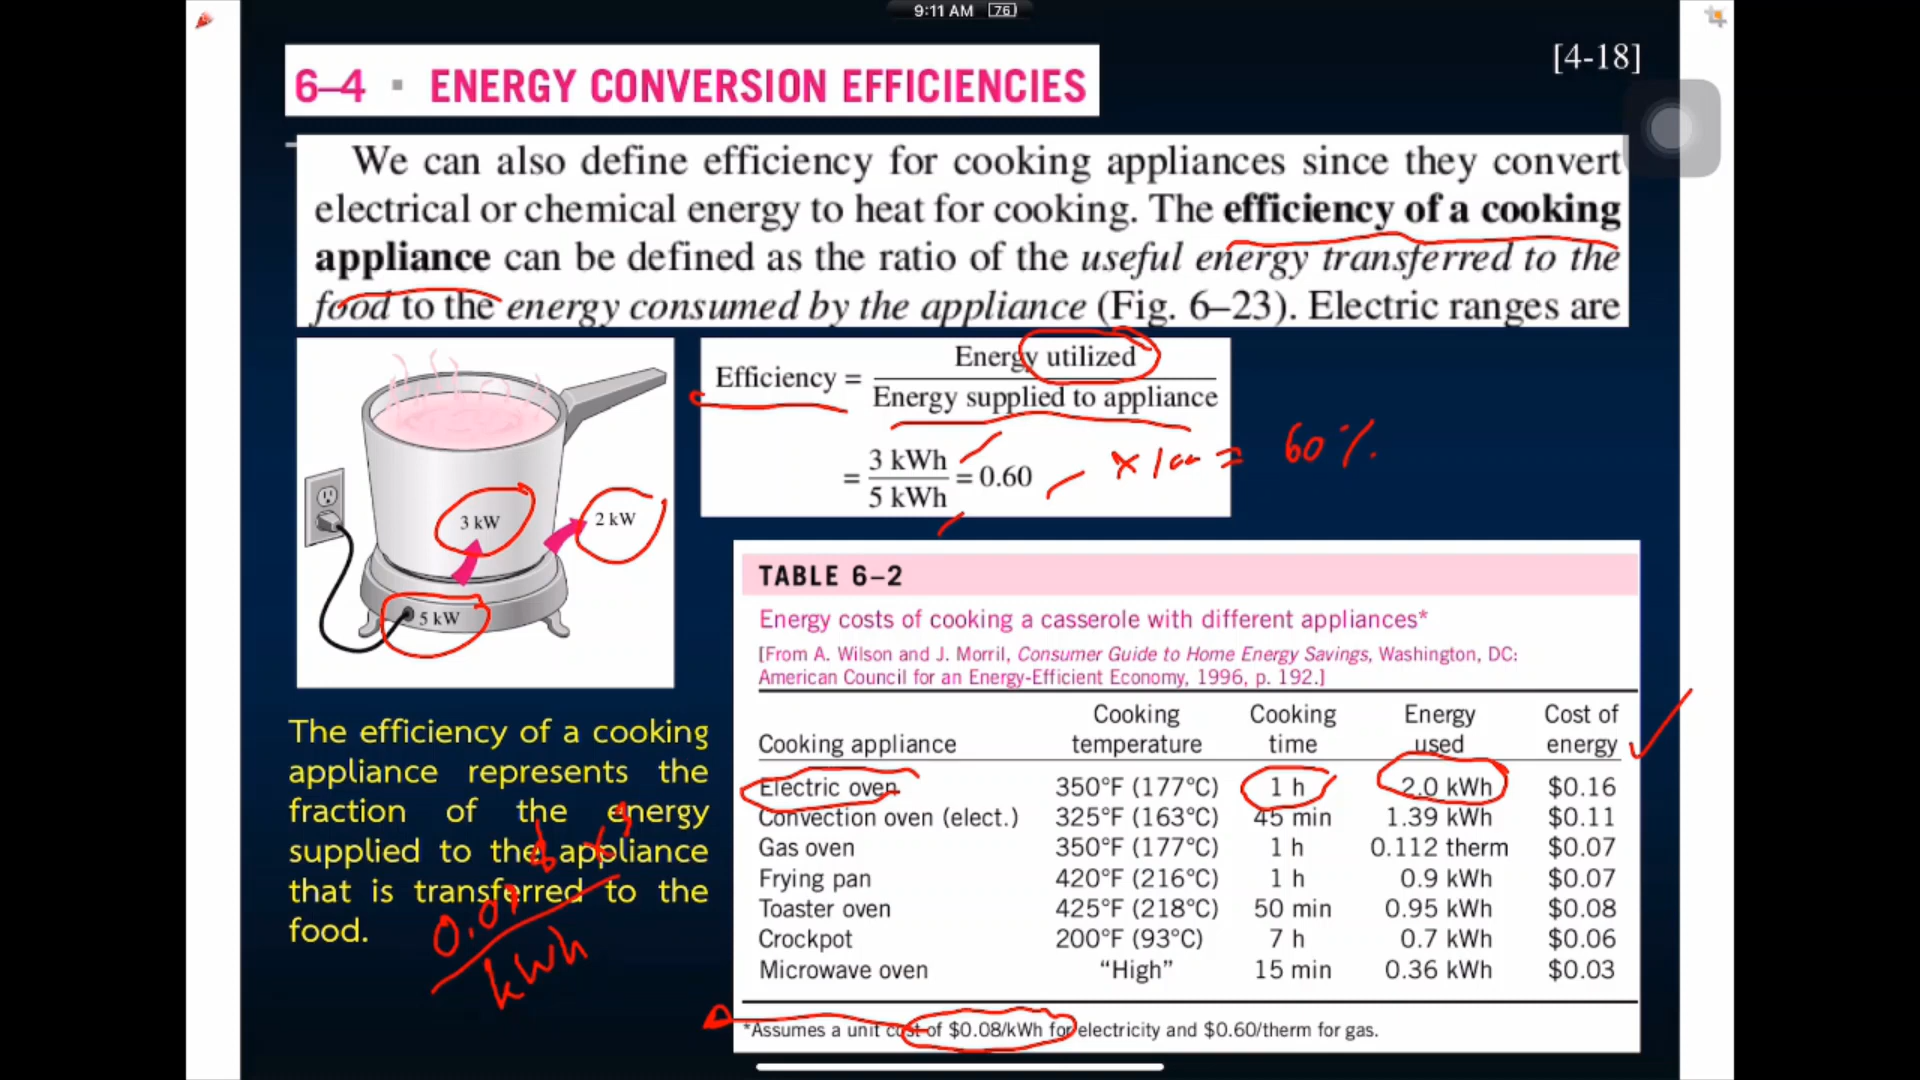 9:11 AM 76
[4-18]
6–4 ▪ ENERGY CONVERSION EFFICIENCIES
We can also define efficiency for cooking appliances since they convert
electrical or chemical energy to heat for cooking. The efficiency of a cooking
appliance can be defined as the ratio of the useful energy transferred to the
food to the energy consumed by the appliance (Fig. 6–23). Electric ranges are
Efficiency = Energy utilized / Energy supplied to appliance
= 3 kWh / 5 kWh = 0.60 × 100 = 60 %
3 kW
2 kW
5 kW
The efficiency of a cooking
appliance represents the
fraction of the energy
supplied to the appliance
that is transferred to the
food.
kWh
TABLE 6–2
Energy costs of cooking a casserole with different appliances*
[From A. Wilson and J. Morril, Consumer Guide to Home Energy Savings, Washington, DC:
American Council for an Energy-Efficient Economy, 1996, p. 192.]
Cooking Cooking Energy Cost of
Cooking appliance temperature time used energy
Electric oven 350°F (177°C) 1 h 2.0 kWh $0.16
Convection oven (elect.) 325°F (163°C) 45 min 1.39 kWh $0.11
Gas oven 350°F (177°C) 1 h 0.112 therm $0.07
Frying pan 420°F (216°C) 1 h 0.9 kWh $0.07
Toaster oven 425°F (218°C) 50 min 0.95 kWh $0.08
Crockpot 200°F (93°C) 7 h 0.7 kWh $0.06
Microwave oven “High” 15 min 0.36 kWh $0.03
*Assumes a unit cost of $0.08/kWh for electricity and $0.60/therm for gas.